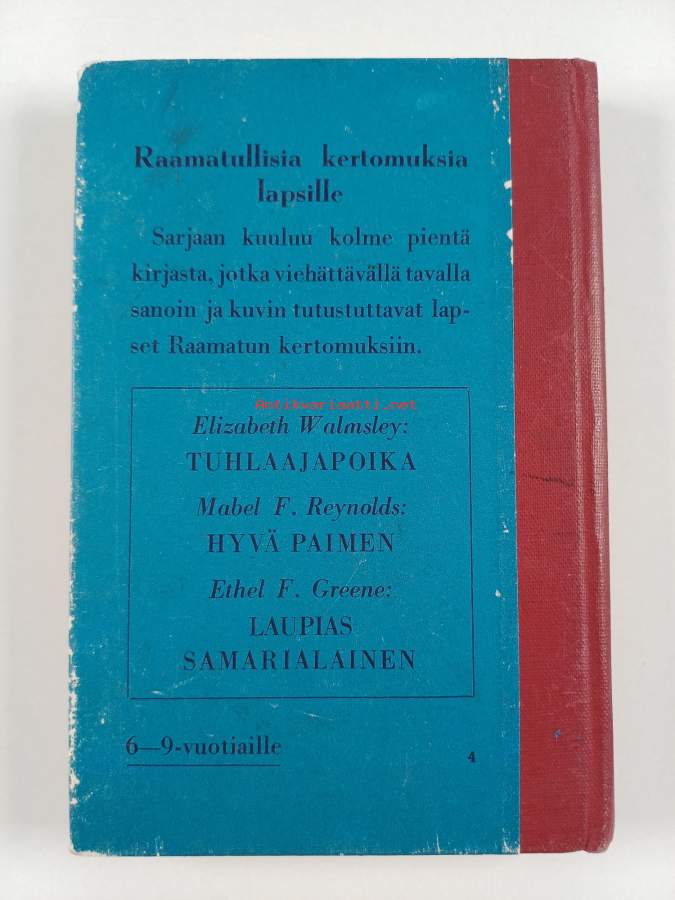 Raamatullisia kertomuksia
lapsille
Sarjaan kuuluu kolme pientä
kirjasta, jotka viehättävällä tavalla
sanoin ja kuvin tutustuttavat lap-
set Raamatun kertomuksiin.
Antikvariaatti.net
Elizabeth Walmsley:
TUHLAAJAPOIKA
Mabel F. Reynolds:
HYVÄ PAIMEN
Ethel F. Greene:
LAUPIAS
SAMARIALAINEN
6—9-vuotiaille
4